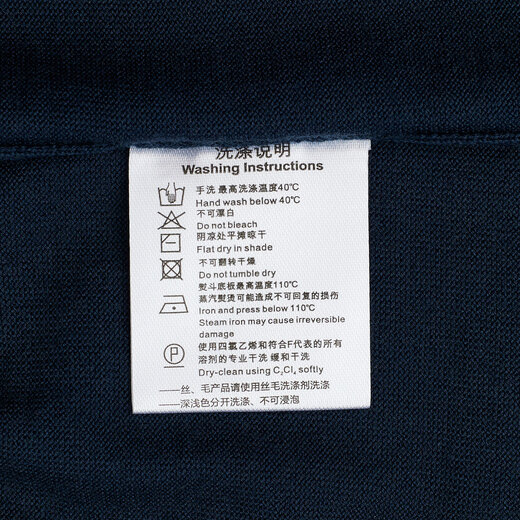 洗涤说明
Washing Instructions
手洗 最高洗涤温度40℃
Hand wash below 40℃
不可漂白
Do not bleach
阴凉处平摊晾干
Flat dry in shade
不可翻转干燥
Do not tumble dry
熨斗底板最高温度110℃
蒸汽熨烫可能造成不可回复的损伤
Iron and press below 110℃
Steam iron may cause irreversible
damage
P
使用四氯乙烯和符合F代表的所有
溶剂的专业干洗 缓和干洗
Dry-clean using C₂Cl₄ softly
——丝、毛产品请使用丝毛洗涤剂洗涤
——深浅色分开洗涤、不可浸泡